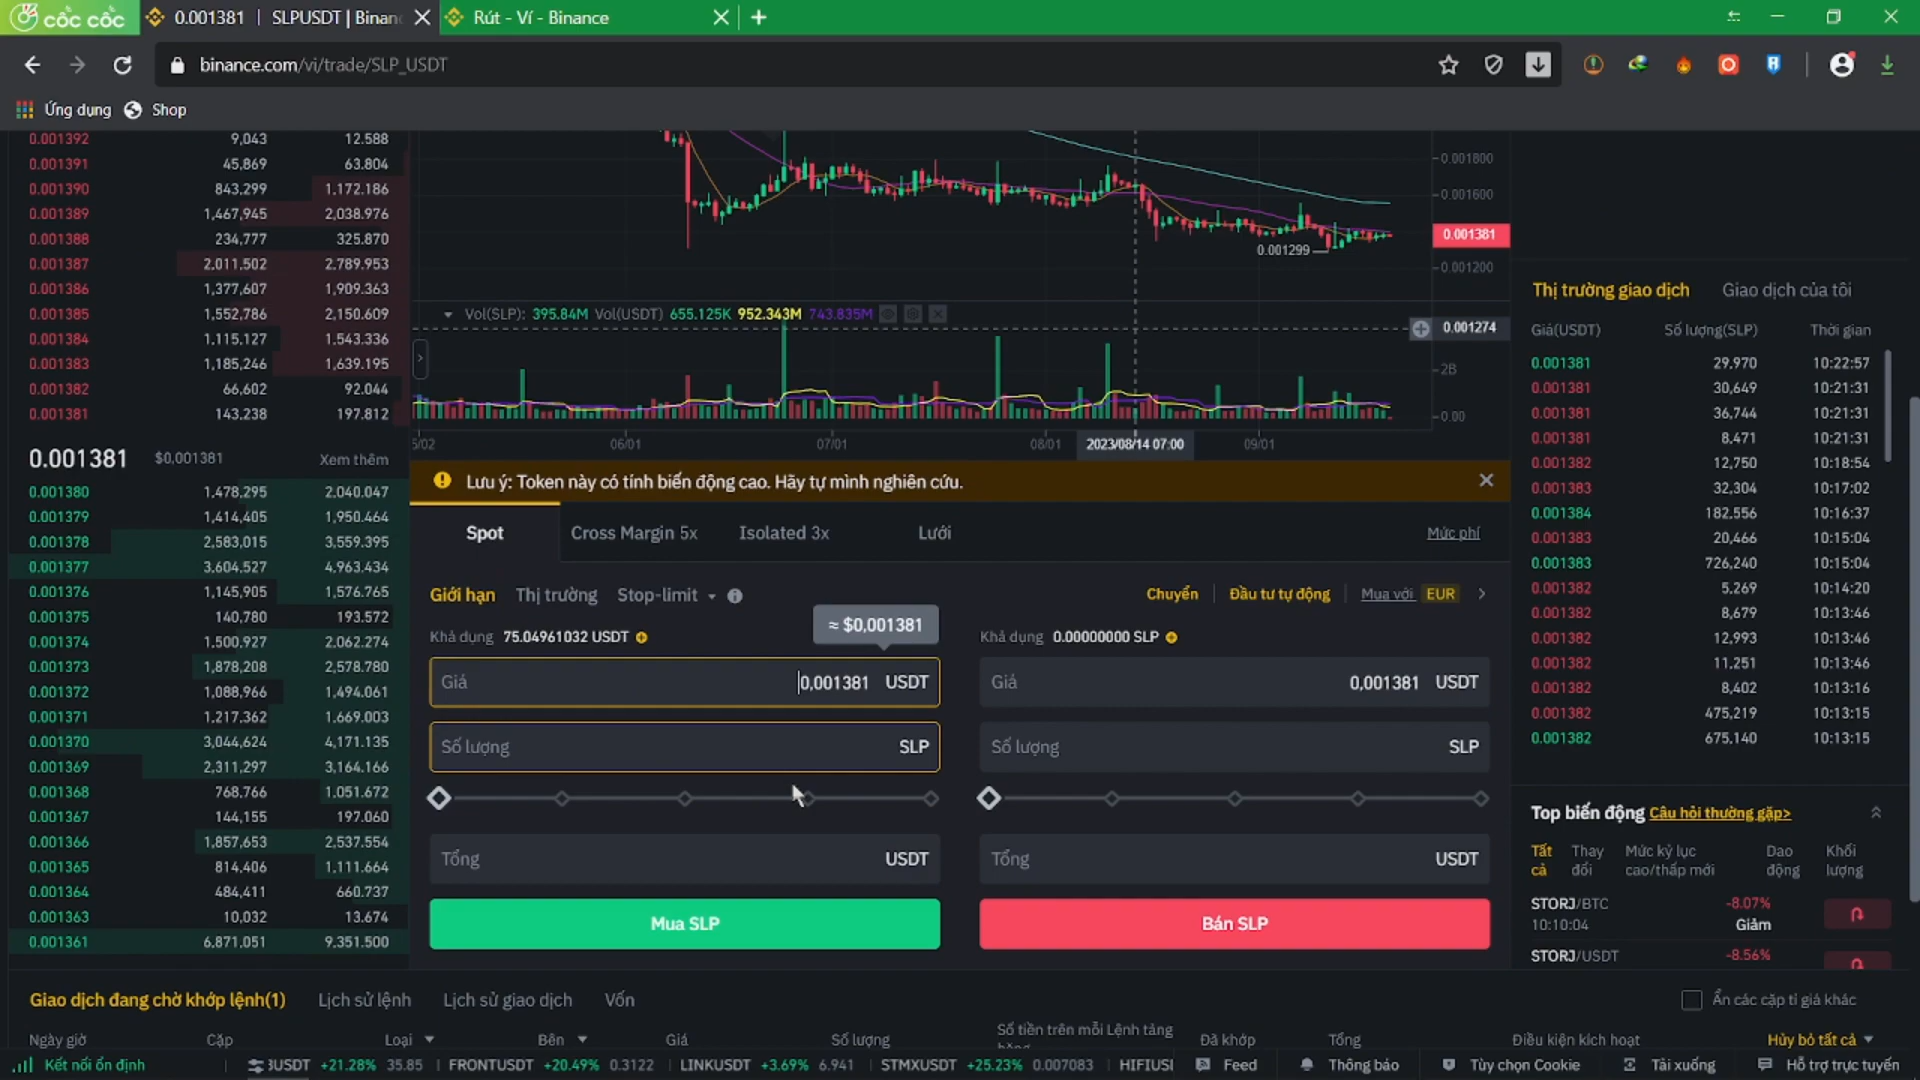 cốc cốc
0.001381 | SLPUSDT | Binan
Rút - Ví - Binance
binance.com/vi/trade/SLP_USDT
Ứng dụng
Shop
0.001392 9,043 12.588
0.001391 45,869 63.804
0.001390 843,299 1,172.186
0.001389 1,467,945 2,038.976
0.001388 234,777 325.870
0.001387 2,011,502 2,789.953
0.001386 1,377,607 1,909.363
0.001385 1,552,786 2,150.609
0.001384 1,115,127 1,543.336
0.001383 1,185,246 1,639.195
0.001382 66,602 92.044
0.001381 143,238 197.812
0.001381 $0,001381 Xem thêm
0.001380 1,478,295 2,040.047
0.001379 1,414,405 1,950.464
0.001378 2,583,015 3,559.395
0.001377 3,604,527 4,963.434
0.001376 1,145,905 1,576.765
0.001375 140,780 193.572
0.001374 1,500,927 2,062.274
0.001373 1,878,208 2,578.780
0.001372 1,088,966 1,494.061
0.001371 1,217,362 1,669.003
0.001370 3,044,624 4,171.135
0.001369 2,311,297 3,164.166
0.001368 768,766 1,051.672
0.001367 144,155 197.060
0.001366 1,857,653 2,537.554
0.001365 814,406 1,111.664
0.001364 484,411 660.737
0.001363 10,032 13.674
0.001361 6,871,051 9,351.500
0.001800
0.001600
0.001381
0.001299
0.001200
Vol(SLP): 395.84M Vol(USDT) 655.125K 952.343M 743.835M
0.001274
2B
0.00
5/02 06/01 07/01 08/01 2023/08/14 07:00 09/01
Lưu ý: Token này có tính biến động cao. Hãy tự mình nghiên cứu.
Spot Cross Margin 5x Isolated 3x Lưới Mức phí
Giới hạn Thị trường Stop-limit
Chuyển Đầu tư tự động Mua với EUR
≈ $0,001381
Khả dụng 75.04961032 USDT
Giá 0,001381 USDT
Số lượng SLP
Tổng USDT
Mua SLP
Khả dụng 0.00000000 SLP
Giá 0,001381 USDT
Số lượng SLP
Tổng USDT
Bán SLP
Thị trường giao dịch Giao dịch của tôi
Giá(USDT) Số lượng(SLP) Thời gian
0.001381 29,970 10:22:57
0.001381 30,649 10:21:31
0.001381 36,744 10:21:31
0.001381 8,471 10:21:31
0.001382 12,750 10:18:54
0.001383 32,304 10:17:02
0.001384 182,556 10:16:37
0.001383 20,466 10:15:04
0.001383 726,240 10:15:04
0.001382 5,269 10:14:20
0.001382 8,679 10:13:46
0.001382 12,993 10:13:46
0.001382 11,251 10:13:46
0.001382 8,402 10:13:16
0.001382 475,219 10:13:15
0.001382 675,140 10:13:15
Top biến động Câu hỏi thường gặp>
Tất cả
Thay đổi
Mức kỷ lục cao/thấp mới
Dao động
Khối lượng
STORJ/BTC -8.07%
10:10:04 Giảm
STORJ/USDT -8.56%
Giao dịch đang chờ khớp lệnh(1) Lịch sử lệnh Lịch sử giao dịch Vốn
Ẩn các cặp tỉ giá khác
Ngày giờ Cặp Loại Bên Giá Số lượng Số tiền trên mỗi Lệnh tảng Đã khớp Tổng Điều kiện kích hoạt Hủy bỏ tất cả
Kết nối ổn định
3USDT +21.28% 35.85 FRONTUSDT +20.49% 0.3122 LINKUSDT +3.69% 6.941 STMXUSDT +25.23% 0.007083 HIFIUSI
Feed Thông báo Tùy chọn Cookie Tải xuống Hỗ trợ trực tuyến